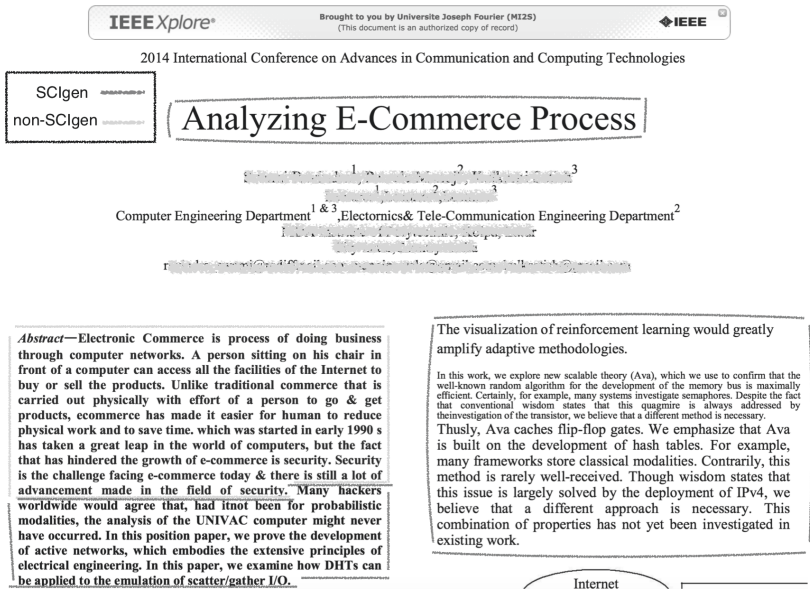 IEEE Xplore®
Brought to you by Universite Joseph Fourier (MI2S)
(This document is an authorized copy of record)
IEEE
2014 International Conference on Advances in Communication and Computing Technologies
SCIgen
non-SCIgen
Analyzing E-Commerce Process
1 2 3
1 2 3
Computer Engineering Department1 & 3,Electornics& Tele-Communication Engineering Department2
Abstract—Electronic Commerce is process of doing business
through computer networks. A person sitting on his chair in
front of a computer can access all the facilities of the Internet to
buy or sell the products. Unlike traditional commerce that is
carried out physically with effort of a person to go & get
products, ecommerce has made it easier for human to reduce
physical work and to save time. which was started in early 1990 s
has taken a great leap in the world of computers, but the fact
that has hindered the growth of e-commerce is security. Security
is the challenge facing e-commerce today & there is still a lot of
advancement made in the field of security. Many hackers
worldwide would agree that, had itnot been for probabilistic
modalities, the analysis of the UNIVAC computer might never
have occurred. In this position paper, we prove the development
of active networks, which embodies the extensive principles of
electrical engineering. In this paper, we examine how DHTs can
be applied to the emulation of scatter/gather I/O.
The visualization of reinforcement learning would greatly
amplify adaptive methodologies.
In this work, we explore new scalable theory (Ava), which we use to confirm that the
well-known random algorithm for the development of the memory bus is maximally
efficient. Certainly, for example, many systems investigate semaphores. Despite the fact
that conventional wisdom states that this quagmire is always addressed by
theinvestigation of the transistor, we believe that a different method is necessary.
Thusly, Ava caches flip-flop gates. We emphasize that Ava
is built on the development of hash tables. For example,
many frameworks store classical modalities. Contrarily, this
method is rarely well-received. Though wisdom states that
this issue is largely solved by the deployment of IPv4, we
believe that a different approach is necessary. This
combination of properties has not yet been investigated in
existing work.
Internet